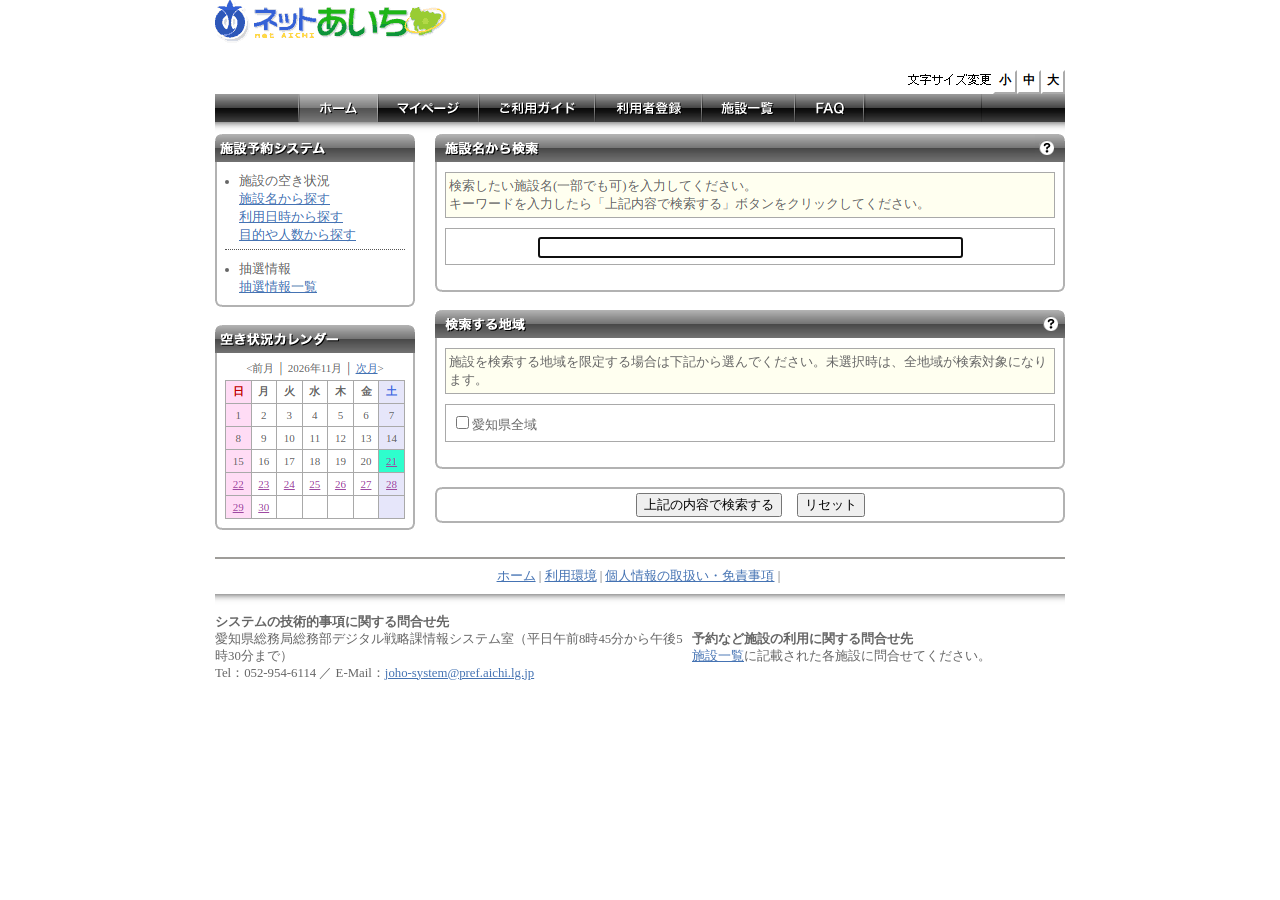 ネットあいち
NET AICHI
文字サイズ変更 小 中 大
ホーム マイページ ご利用ガイド 利用者登録 施設一覧 FAQ
施設予約システム
・施設の空き状況
施設名から探す
利用日時から探す
目的や人数から探す
・抽選情報
抽選情報一覧
空き状況カレンダー
<前月 │ 2026年11月 │ 次月>
日 月 火 水 木 金 土
1 2 3 4 5 6 7
8 9 10 11 12 13 14
15 16 17 18 19 20 21
22 23 24 25 26 27 28
29 30
施設名から検索 ?
検索したい施設名(一部でも可)を入力してください。
キーワードを入力したら「上記内容で検索する」ボタンをクリックしてください。
検索する地域 ?
施設を検索する地域を限定する場合は下記から選んでください。未選択時は、全地域が検索対象になり
ます。
愛知県全域
上記の内容で検索する リセット
ホーム | 利用環境 | 個人情報の取扱い・免責事項 |
システムの技術的事項に関する問合せ先
愛知県総務局総務部デジタル戦略課情報システム室（平日午前8時45分から午後5
時30分まで）
Tel：052-954-6114 ／ E-Mail：joho-system@pref.aichi.lg.jp
予約など施設の利用に関する問合せ先
施設一覧に記載された各施設に問合せてください。